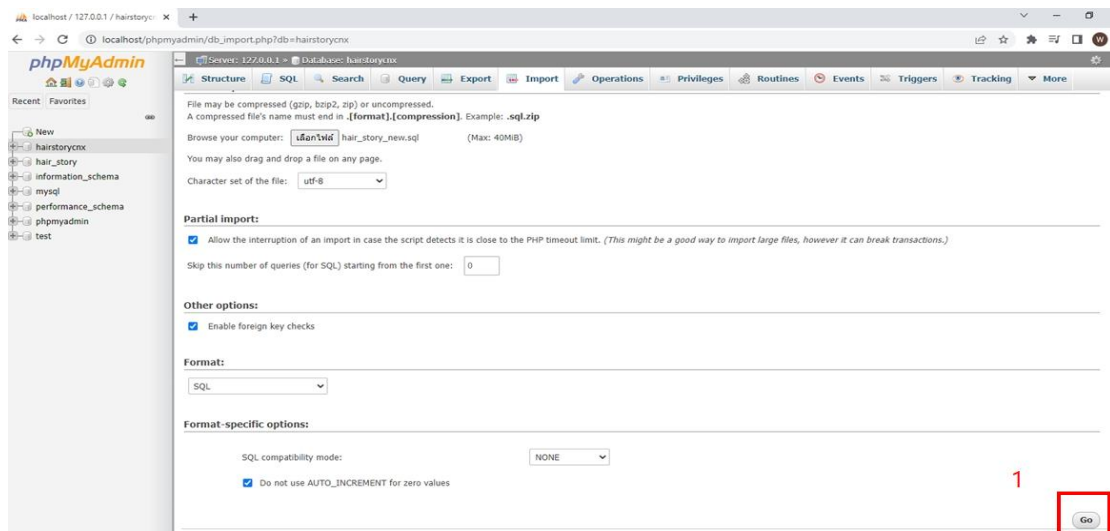 localhost / 127.0.0.1 / hairstoryc
localhost/phpmyadmin/db_import.php?db=hairstorycnx
W
phpMyAdmin
Recent Favorites
New
hairstorycnx
hair_story
information_schema
mysql
performance_schema
phpmyadmin
test
Server: 127.0.0.1 » Database: hairstorycnx
Structure SQL Search Query Export Import Operations Privileges Routines Events Triggers Tracking More
File may be compressed (gzip, bzip2, zip) or uncompressed.
A compressed file's name must end in .[format].[compression]. Example: .sql.zip
Browse your computer: เลือกไฟล์ hair_story_new.sql (Max: 40MiB)
You may also drag and drop a file on any page.
Character set of the file: utf-8
Partial import:
Allow the interruption of an import in case the script detects it is close to the PHP timeout limit. (This might be a good way to import large files, however it can break transactions.)
Skip this number of queries (for SQL) starting from the first one: 0
Other options:
Enable foreign key checks
Format:
SQL
Format-specific options:
SQL compatibility mode: NONE
Do not use AUTO_INCREMENT for zero values
1
Go